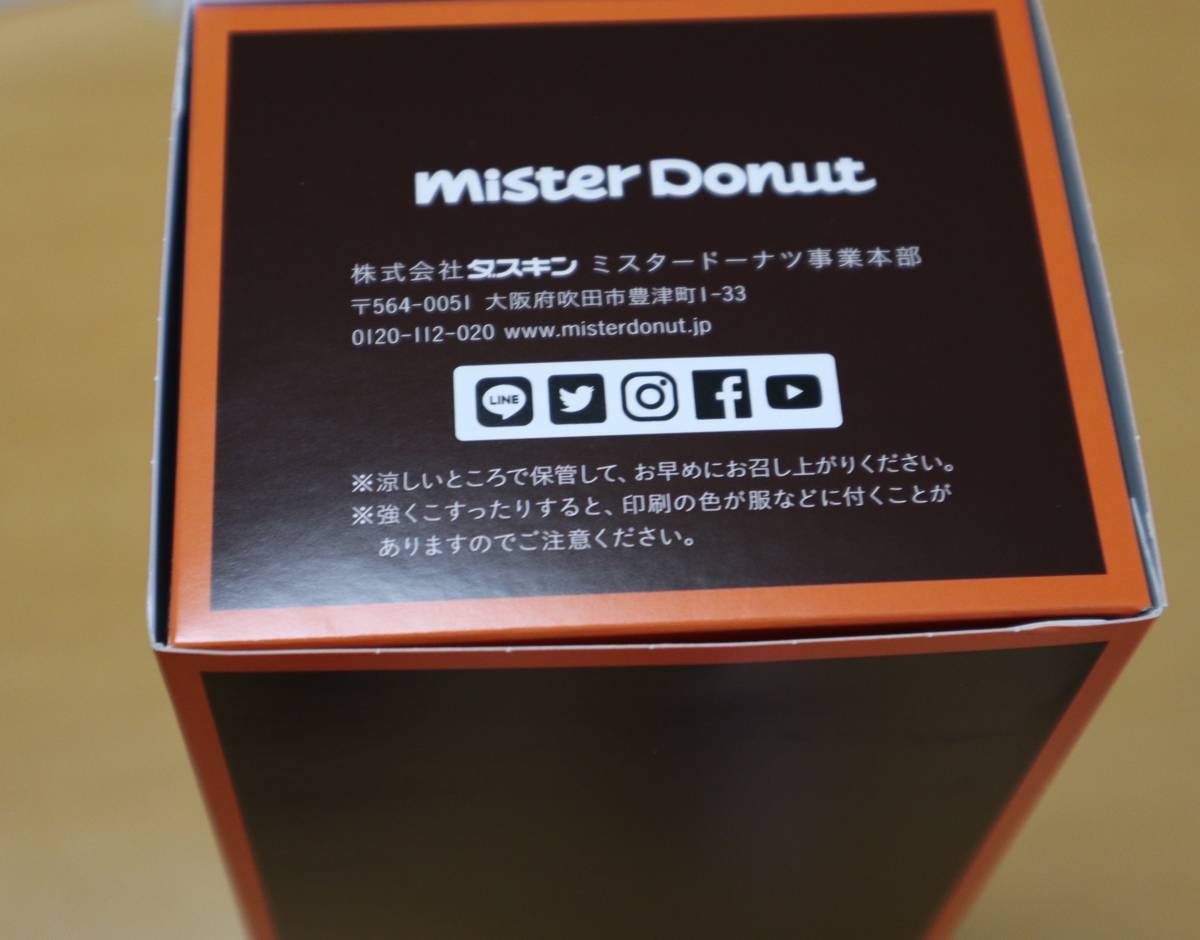 mister Donut
株式会社ダスキン ミスタードーナツ事業本部
〒564-0051 大阪府吹田市豊津町1-33
0120-112-020 www.misterdonut.jp
LINE
※涼しいところで保管して、お早めにお召し上がりください。
※強くこすったりすると、印刷の色が服などに付くことが
ありますのでご注意ください。